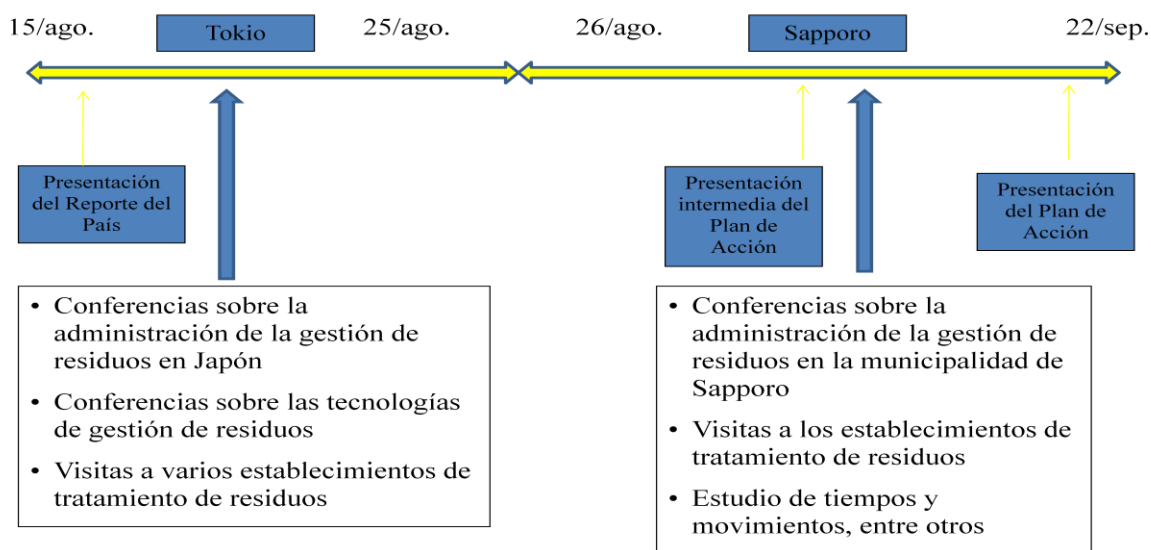 15/ago.
Tokio
25/ago.
26/ago.
Sapporo
22/sep.
Presentación
del Reporte del
País
Presentación
intermedia del
Plan de
Acción
Presentación
del Plan de
Acción
• Conferencias sobre la
administración de la gestión de
residuos en Japón
• Conferencias sobre las tecnologías
de gestión de residuos
• Visitas a varios establecimientos de
tratamiento de residuos
• Conferencias sobre la
administración de la gestión de
residuos en la municipalidad de
Sapporo
• Visitas a los establecimientos de
tratamiento de residuos
• Estudio de tiempos y
movimientos, entre otros